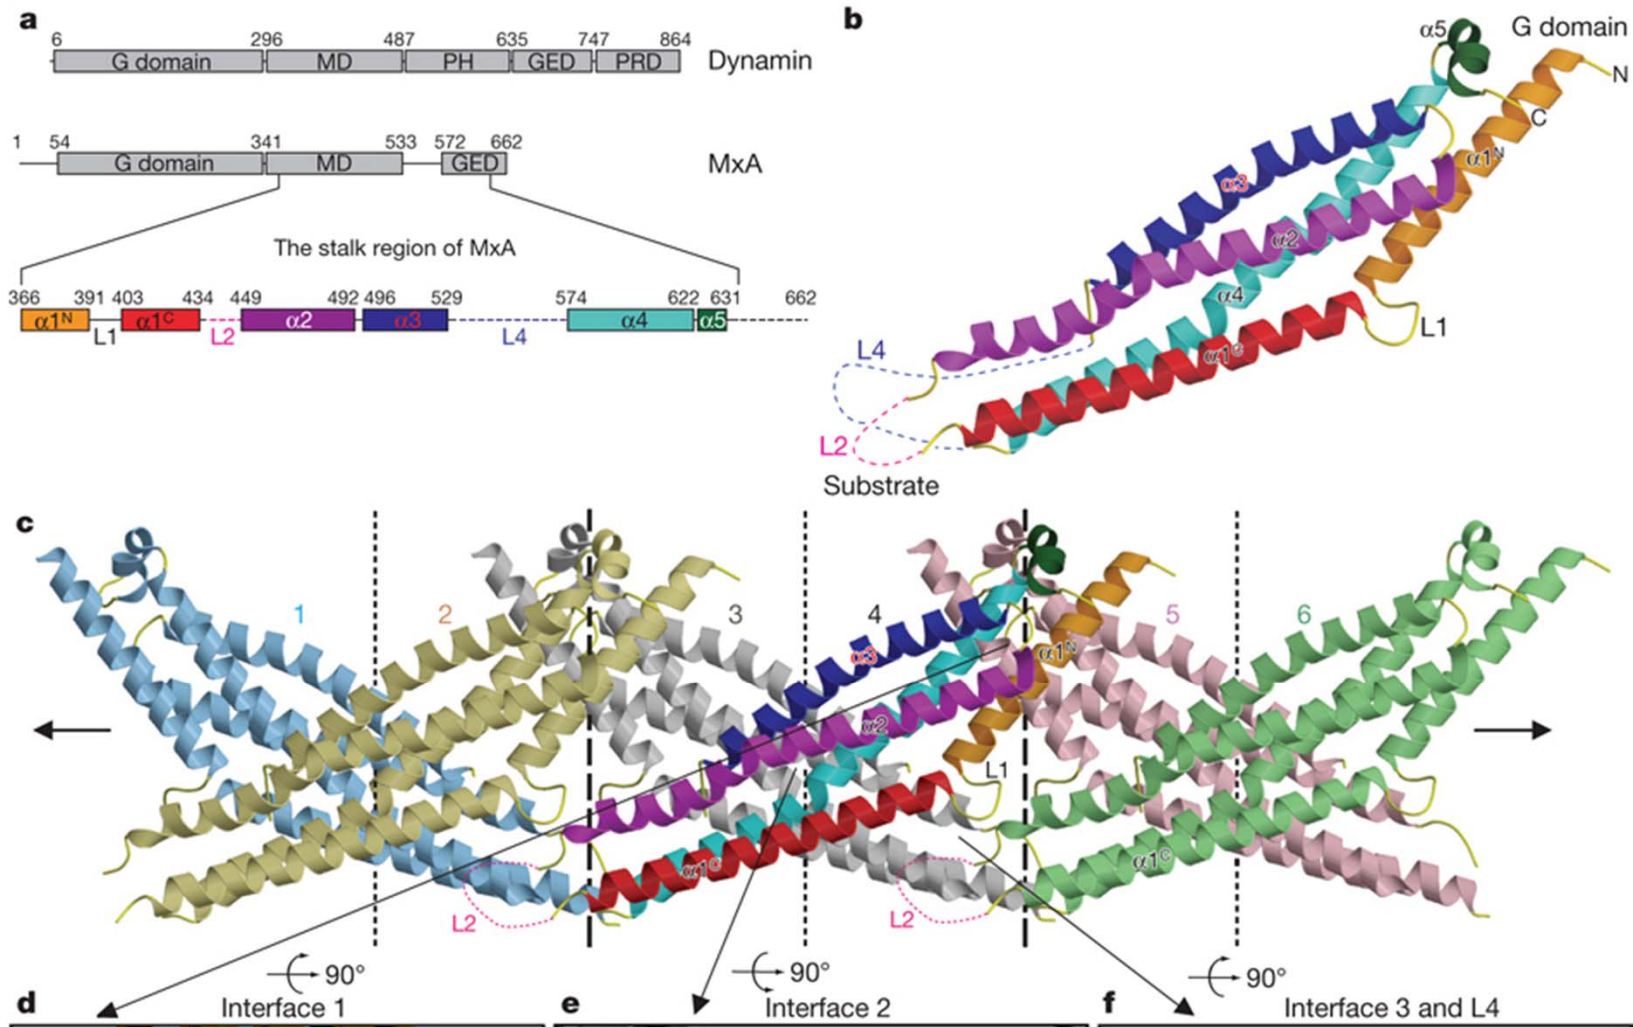 a
6 296 487 635 747 864
G domain MD PH GED PRD Dynamin
1 54 341 533 572 662
G domain MD GED MxA
The stalk region of MxA
366 391 403 434 449 492 496 529 574 622 631 662
α1ᴺ L1 α1ᶜ L2 α2 α3 L4 α4 α5
b
α5 G domain
N
C
α1ᴺ
α3
α2
α4
L1
L4
α1ᶜ
L2
Substrate
c
1 2 3 4 5 6
α3 α1ᴺ
α2
L1
α1ᶜ α1ᶜ
L2 L2
90° 90° 90°
d Interface 1 e Interface 2 f Interface 3 and L4